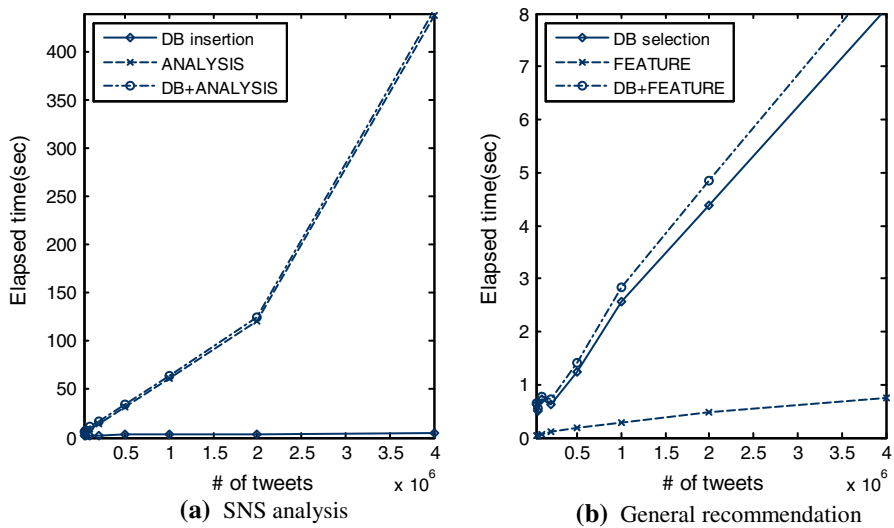 DB insertion
ANALYSIS
DB+ANALYSIS
400
350
300
250
200
150
100
50
0
Elapsed time(sec)
0.5 1 1.5 2 2.5 3 3.5 4
# of tweets
x 10^6
(a) SNS analysis
DB selection
FEATURE
DB+FEATURE
8
7
6
5
4
3
2
1
0
Elapsed time(sec)
0.5 1 1.5 2 2.5 3 3.5 4
# of tweets
x 10^6
(b) General recommendation